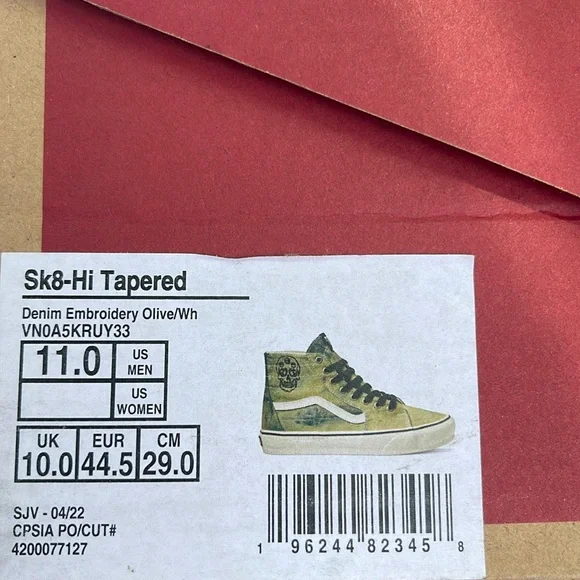 Sk8-Hi Tapered
Denim Embroidery Olive/Wh
VN0A5KRUY33
11.0 US MEN
US WOMEN
UK EUR CM
10.0 44.5 29.0
SJV - 04/22
CPSIA PO/CUT#
4200077127
1 96244 82345 8